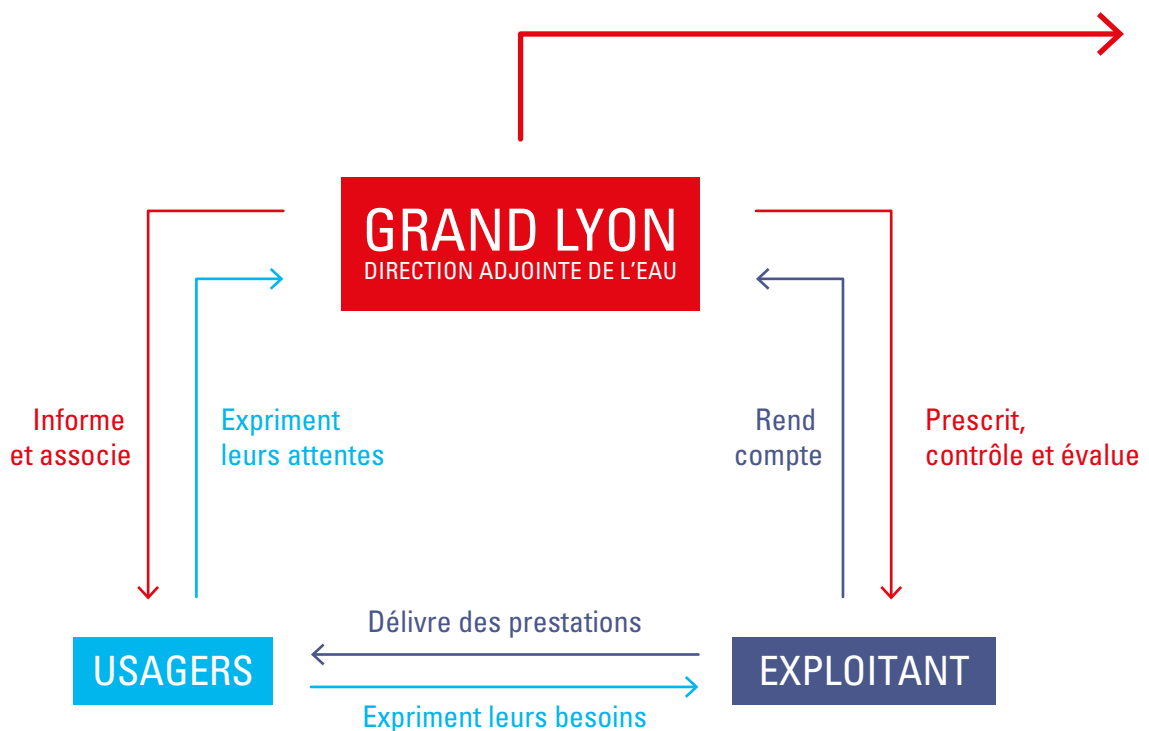 GRAND LYON
DIRECTION ADJOINTE DE L'EAU
Informe
et associe
Expriment
leurs attentes
Rend
compte
Prescrit,
contrôle et évalue
Délivre des prestations
USAGERS
EXPLOITANT
Expriment leurs besoins